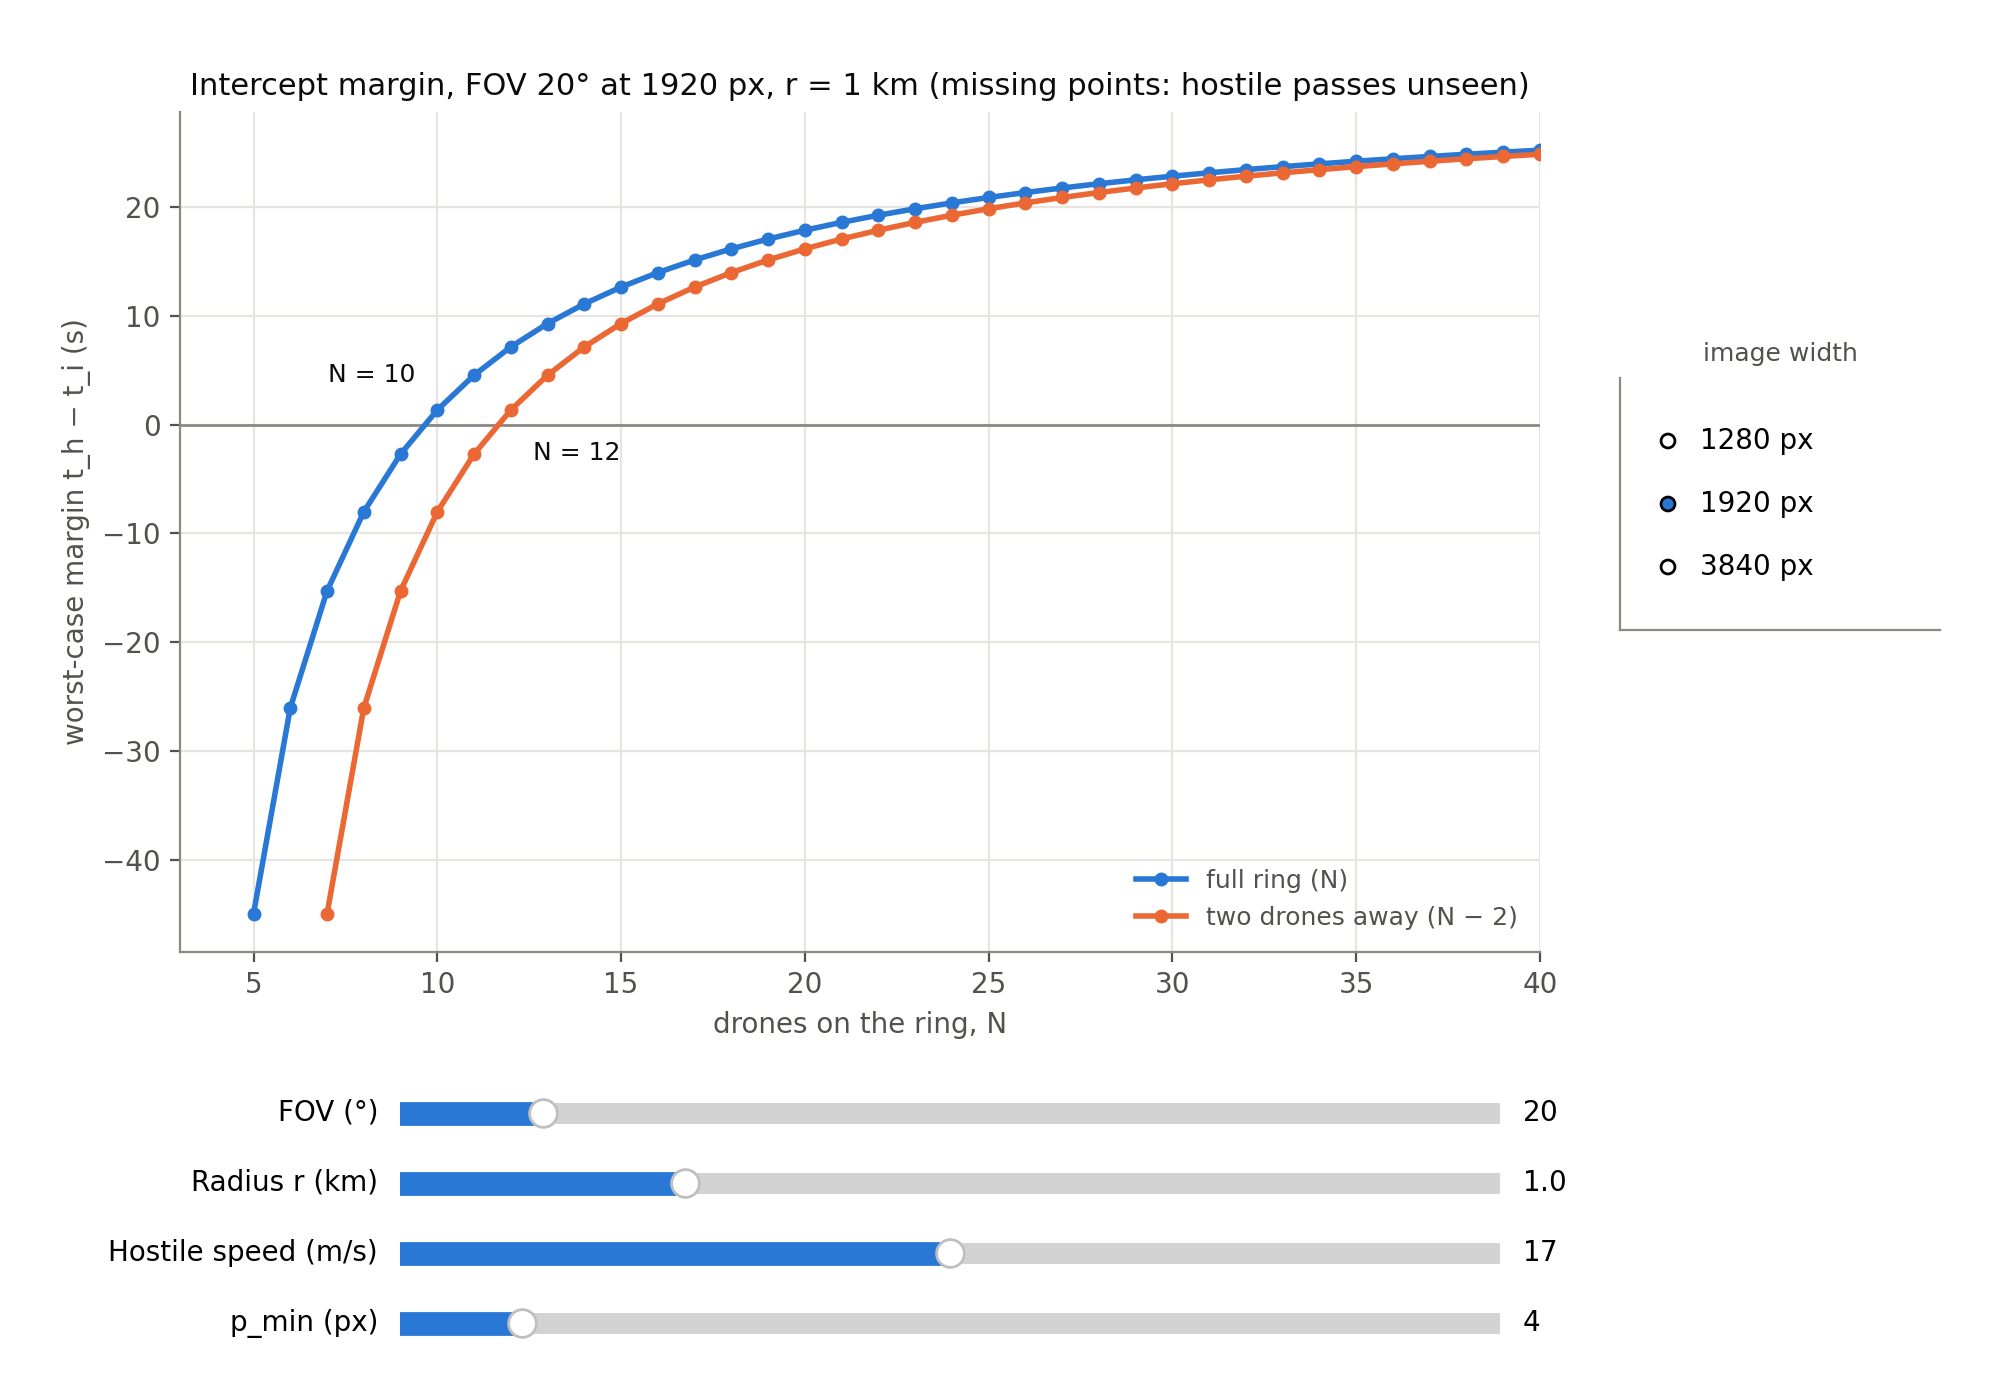 Intercept margin, FOV 20° at 1920 px, r = 1 km (missing points: hostile passes unseen)
worst-case margin t_h − t_i (s)
20
10
0
−10
−20
−30
−40
N = 10
N = 12
full ring (N)
two drones away (N − 2)
5
10
15
20
25
30
35
40
drones on the ring, N
image width
1280 px
1920 px
3840 px
FOV (°) 20
Radius r (km) 1.0
Hostile speed (m/s) 17
p_min (px) 4